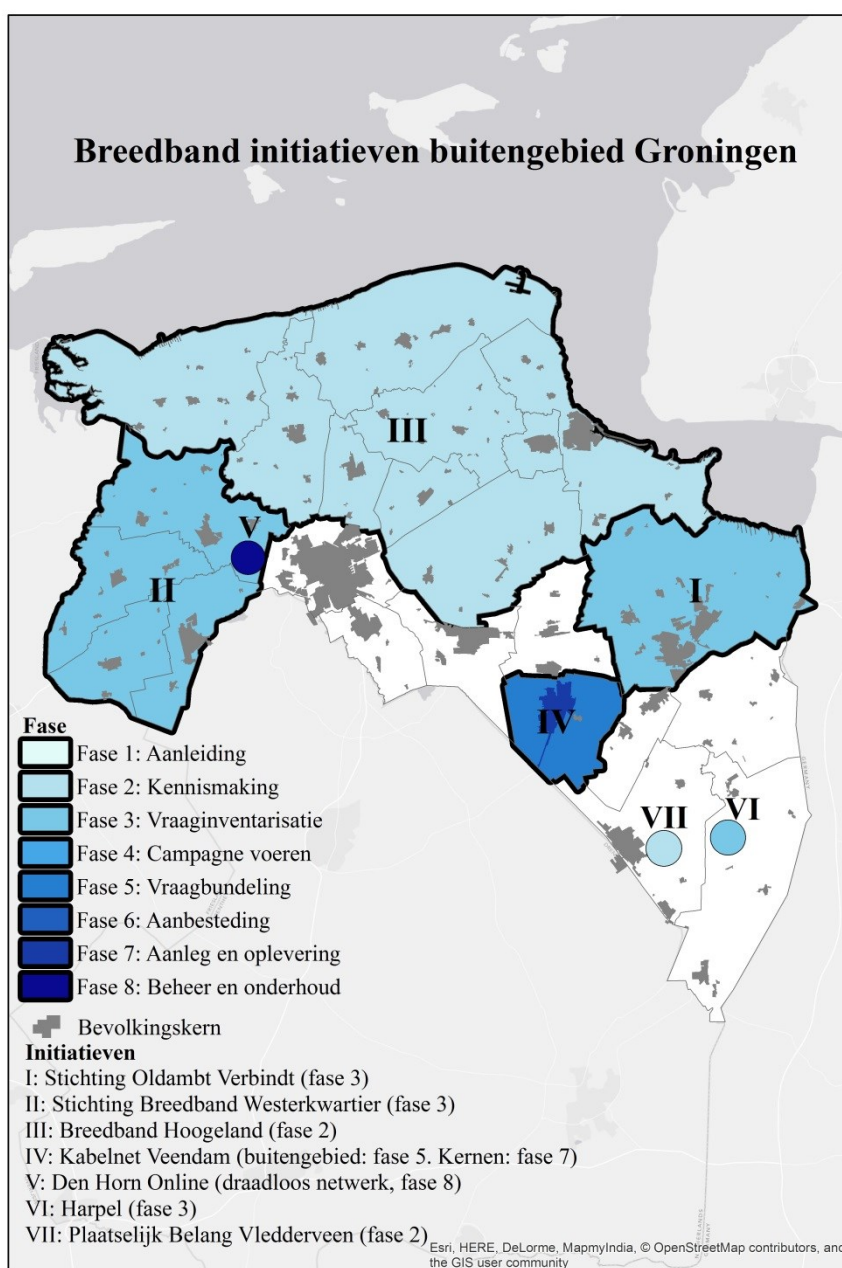 Breedband initiatieven buitengebied Groningen
III
V
II
I
IV
VII
VI
GERMANY
Fase
Fase 1: Aanleiding
Fase 2: Kennismaking
Fase 3: Vraaginventarisatie
Fase 4: Campagne voeren
Fase 5: Vraagbundeling
Fase 6: Aanbesteding
Fase 7: Aanleg en oplevering
Fase 8: Beheer en onderhoud
Bevolkingskern
Initiatieven
I: Stichting Oldambt Verbindt (fase 3)
II: Stichting Breedband Westerkwartier (fase 3)
III: Breedband Hoogeland (fase 2)
IV: Kabelnet Veendam (buitengebied: fase 5. Kernen: fase 7)
V: Den Horn Online (draadloos netwerk, fase 8)
VI: Harpel (fase 3)
VII: Plaatselijk Belang Vledderveen (fase 2)
NETHERLANDS
GERMANY
Esri, HERE, DeLorme, MapmyIndia, © OpenStreetMap contributors, and
the GIS user community